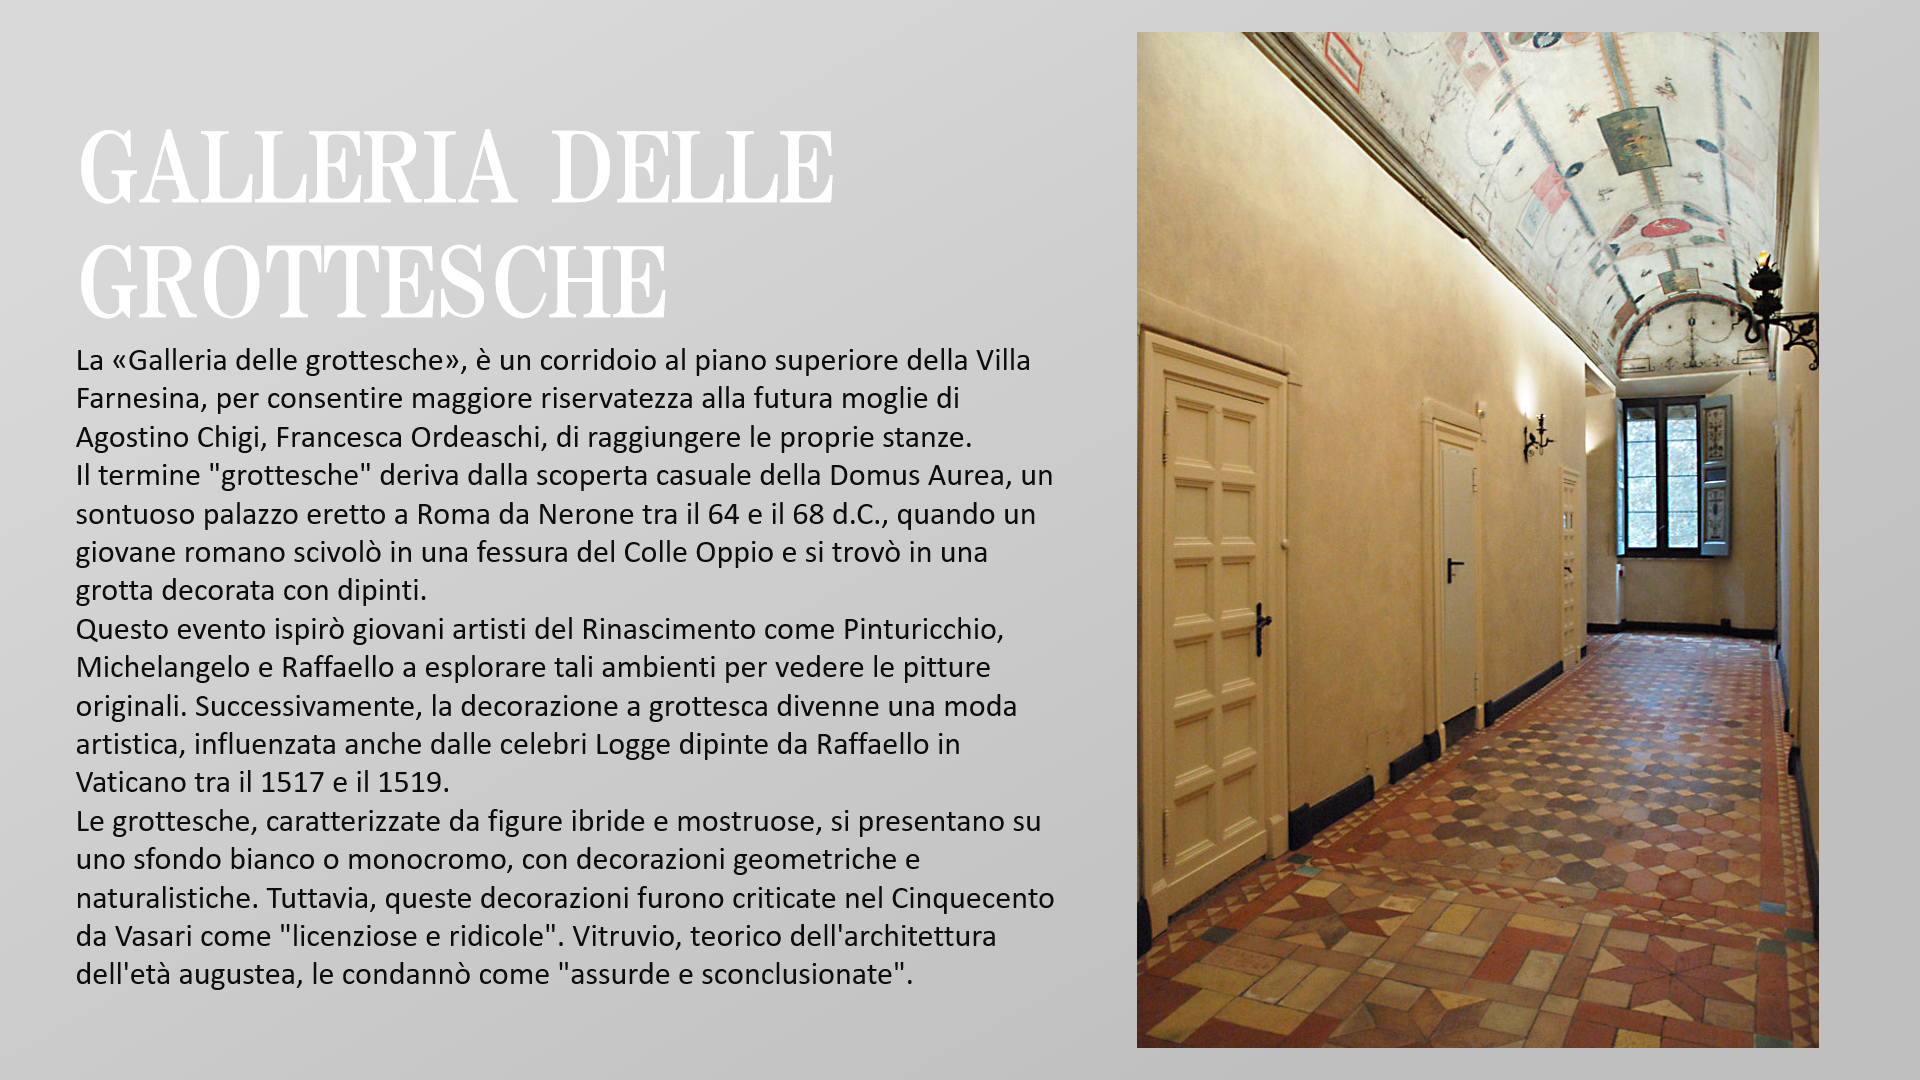 GALLERIA DELLE
GROTTESCHE
La «Galleria delle grottesche», è un corridoio al piano superiore della Villa
Farnesina, per consentire maggiore riservatezza alla futura moglie di
Agostino Chigi, Francesca Ordeaschi, di raggiungere le proprie stanze.
Il termine "grottesche" deriva dalla scoperta casuale della Domus Aurea, un
sontuoso palazzo eretto a Roma da Nerone tra il 64 e il 68 d.C., quando un
giovane romano scivolò in una fessura del Colle Oppio e si trovò in una
grotta decorata con dipinti.
Questo evento ispirò giovani artisti del Rinascimento come Pinturicchio,
Michelangelo e Raffaello a esplorare tali ambienti per vedere le pitture
originali. Successivamente, la decorazione a grottesca divenne una moda
artistica, influenzata anche dalle celebri Logge dipinte da Raffaello in
Vaticano tra il 1517 e il 1519.
Le grottesche, caratterizzate da figure ibride e mostruose, si presentano su
uno sfondo bianco o monocromo, con decorazioni geometriche e
naturalistiche. Tuttavia, queste decorazioni furono criticate nel Cinquecento
da Vasari come "licenziose e ridicole". Vitruvio, teorico dell'architettura
dell'età augustea, le condannò come "assurde e sconclusionate".